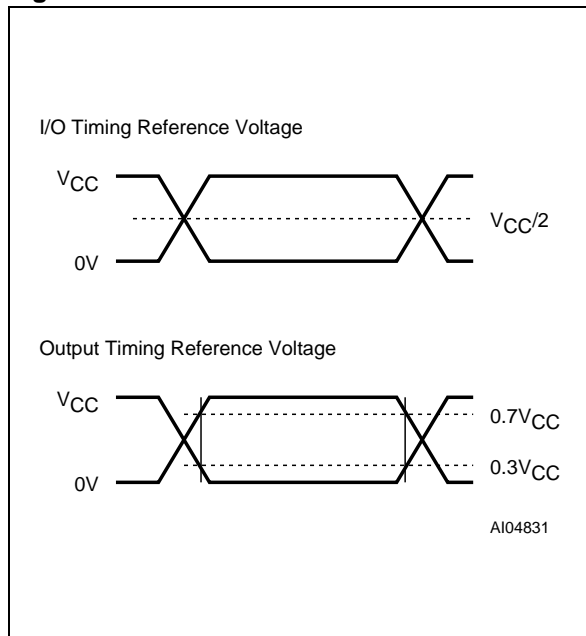 I/O Timing Reference Voltage
VCC
VCC/2
0V
Output Timing Reference Voltage
VCC
0.7VCC
0.3VCC
0V
AI04831